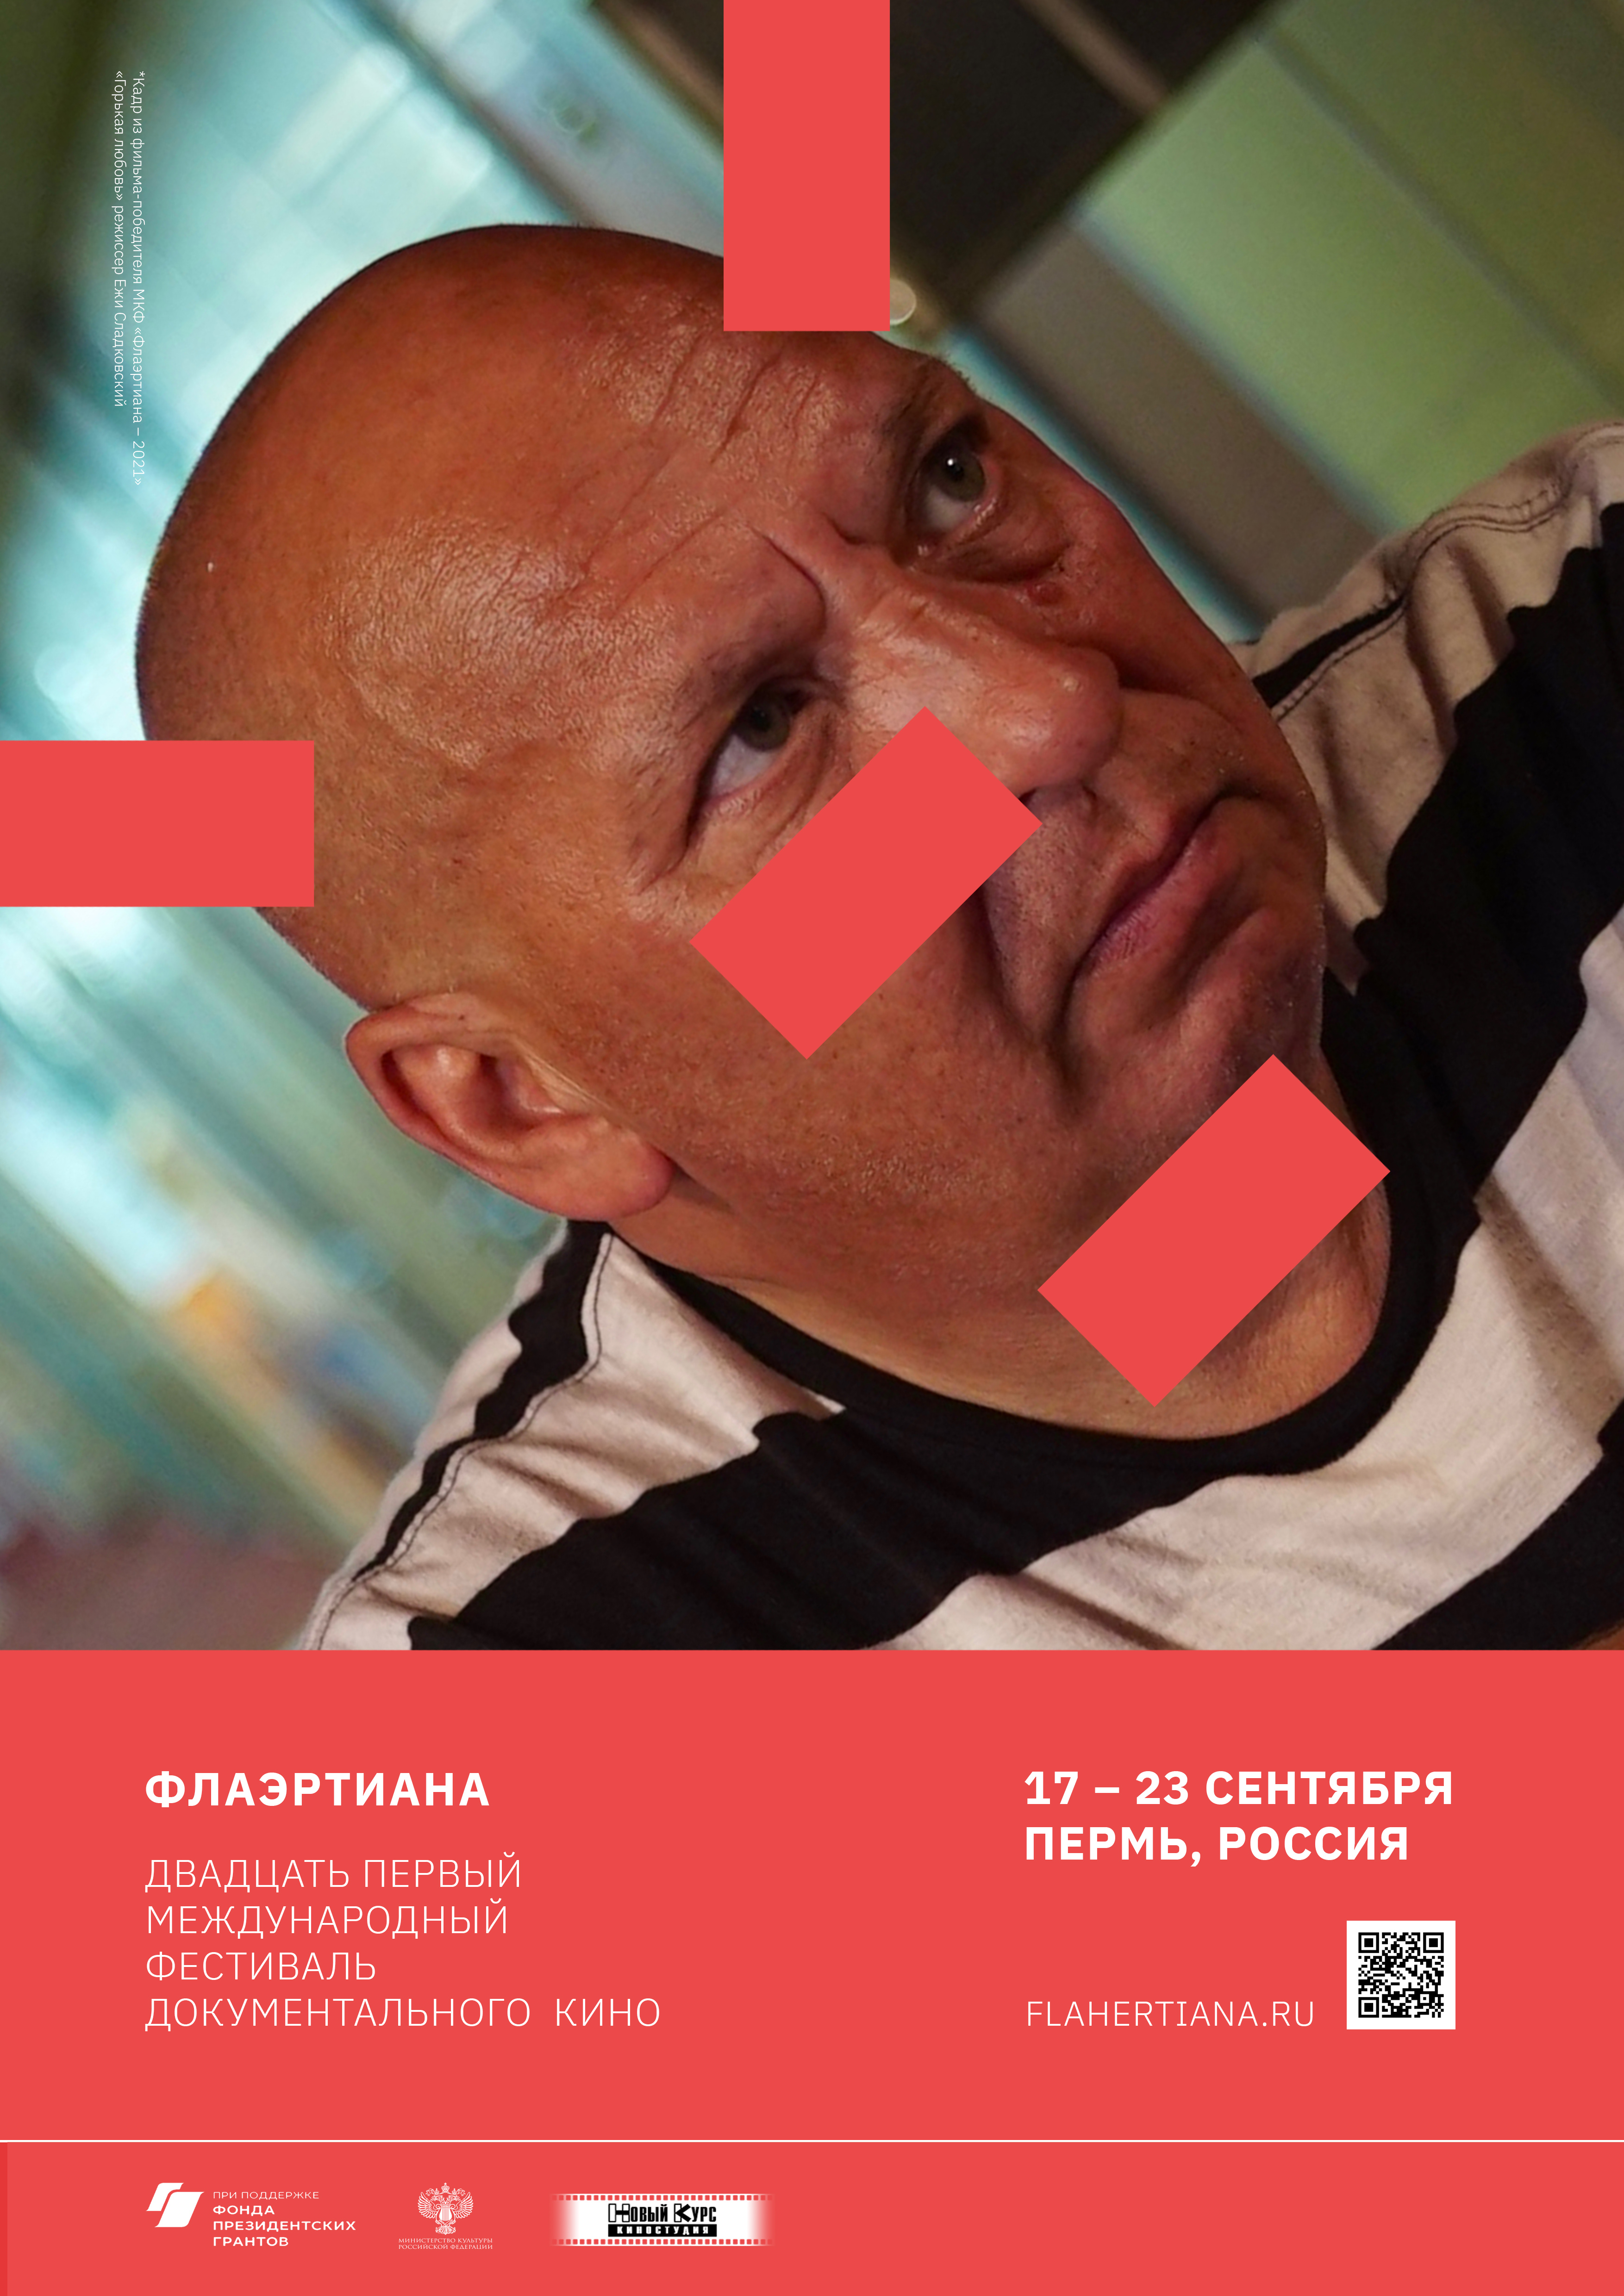 *Кадр из фильма-победителя МКФ «Флаэртиана – 2021»
«Горькая любовь» режиссер Ежи Сладковский
ФЛАЭРТИАНА
ДВАДЦАТЬ ПЕРВЫЙ
МЕЖДУНАРОДНЫЙ
ФЕСТИВАЛЬ
ДОКУМЕНТАЛЬНОГО КИНО
17 – 23 СЕНТЯБРЯ
ПЕРМЬ, РОССИЯ
FLAHERTIANA.RU
ПРИ ПОДДЕРЖКЕ
ФОНДА
ПРЕЗИДЕНТСКИХ
ГРАНТОВ
МИНИСТЕРСТВО КУЛЬТУРЫ
РОССИЙСКОЙ ФЕДЕРАЦИИ
НОВЫЙ КУРС
КИНОСТУДИЯ